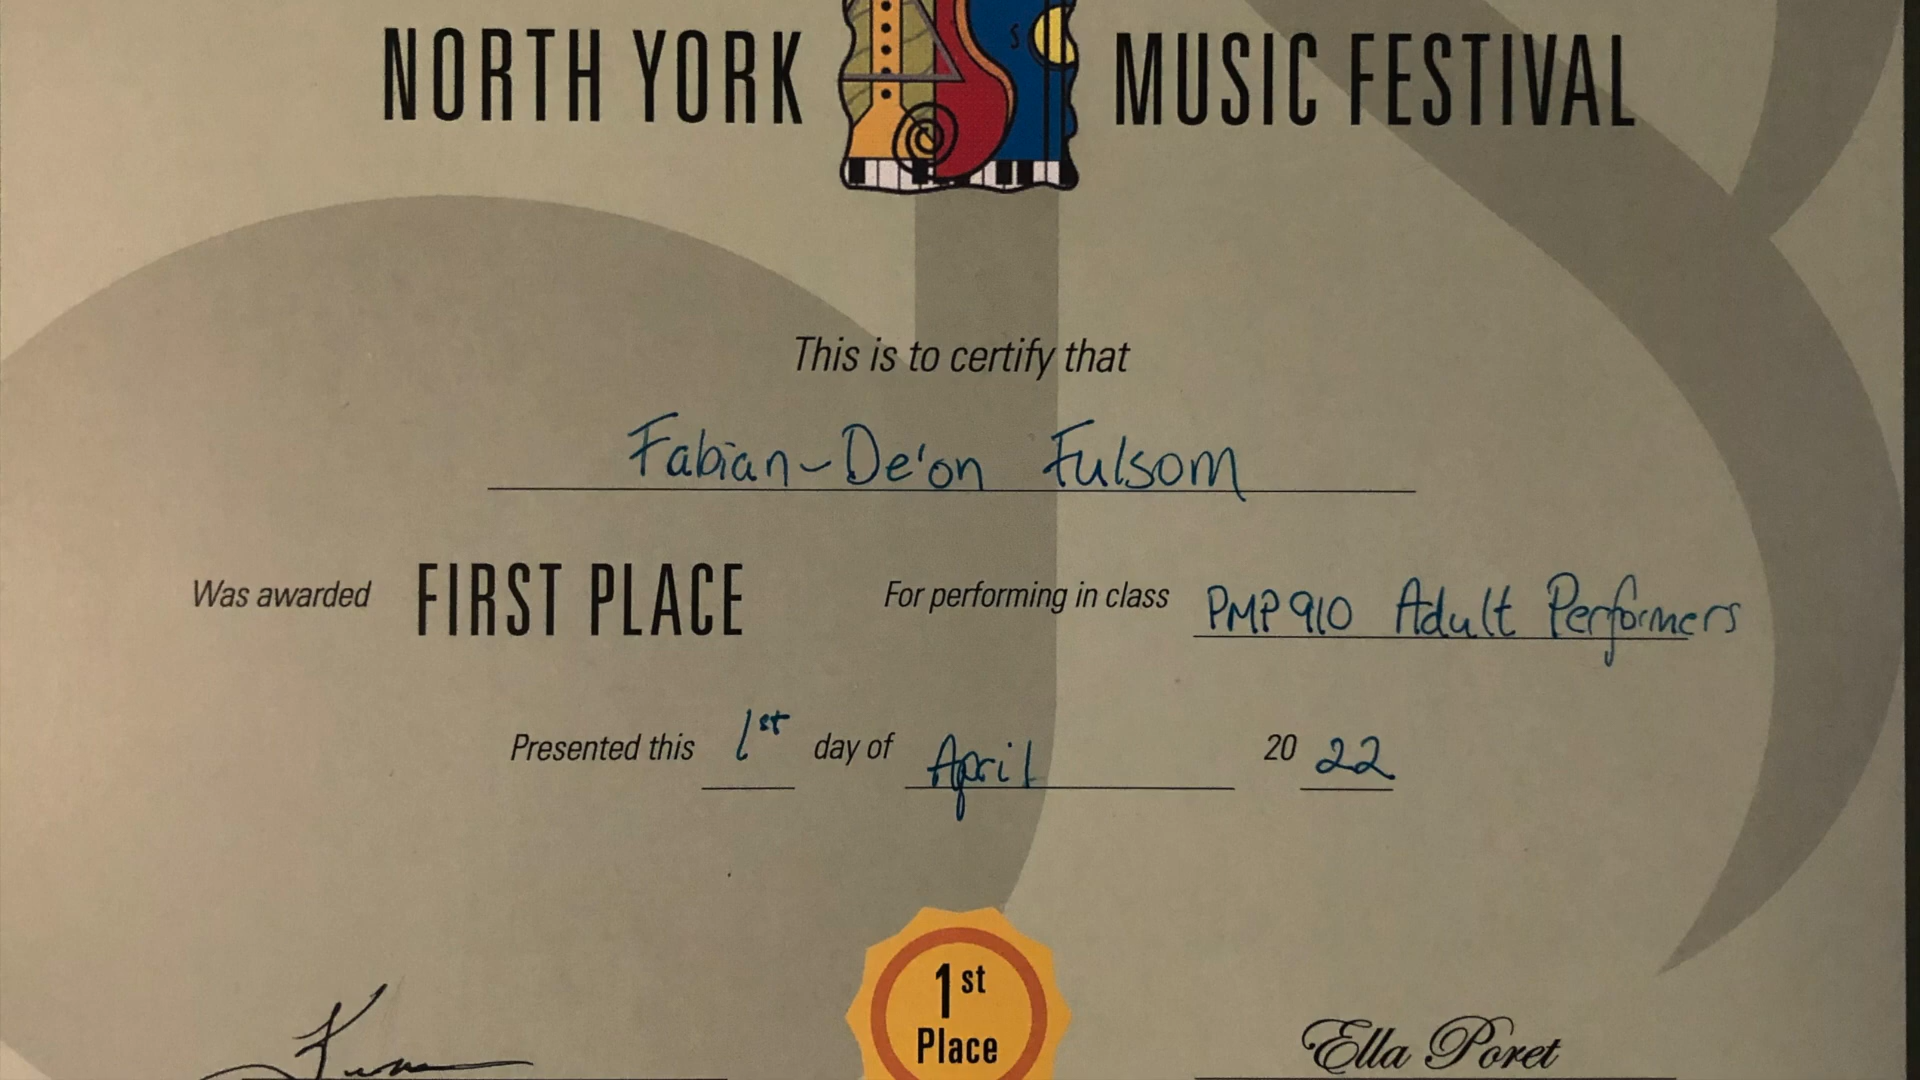 NORTH YORK MUSIC FESTIVAL
This is to certify that
Fabian-De'on Fulsom
Was awarded FIRST PLACE For performing in class PMP910 Adult Performers
Presented this 1st day of April 2022
1st
Place
Ella Poret